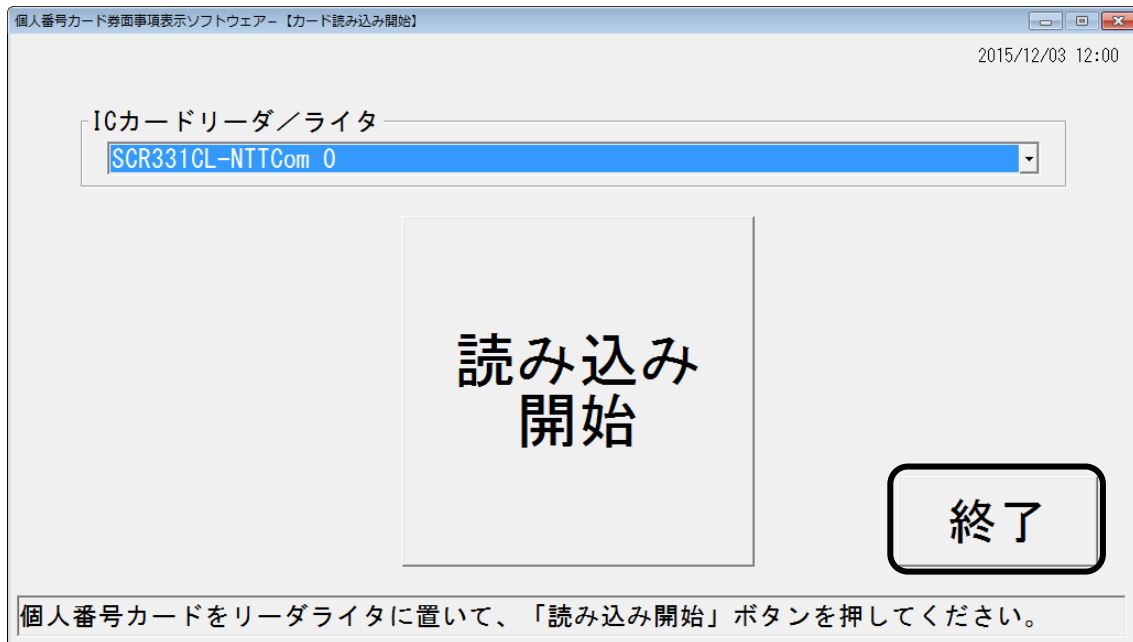 個人番号カード券面事項表示ソフトウェアー【カード読み込み開始】
2015/12/03 12:00
ICカードリーダ／ライタ
SCR331CL-NTTCom 0
読み込み
開始
終了
個人番号カードをリーダライタに置いて、「読み込み開始」ボタンを押してください。